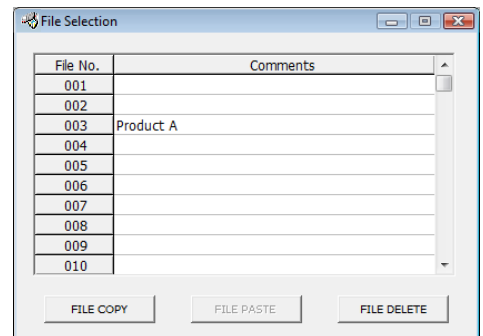 File Selection
File No. Comments
001
002
003 Product A
004
005
006
007
008
009
010
FILE COPY FILE PASTE FILE DELETE